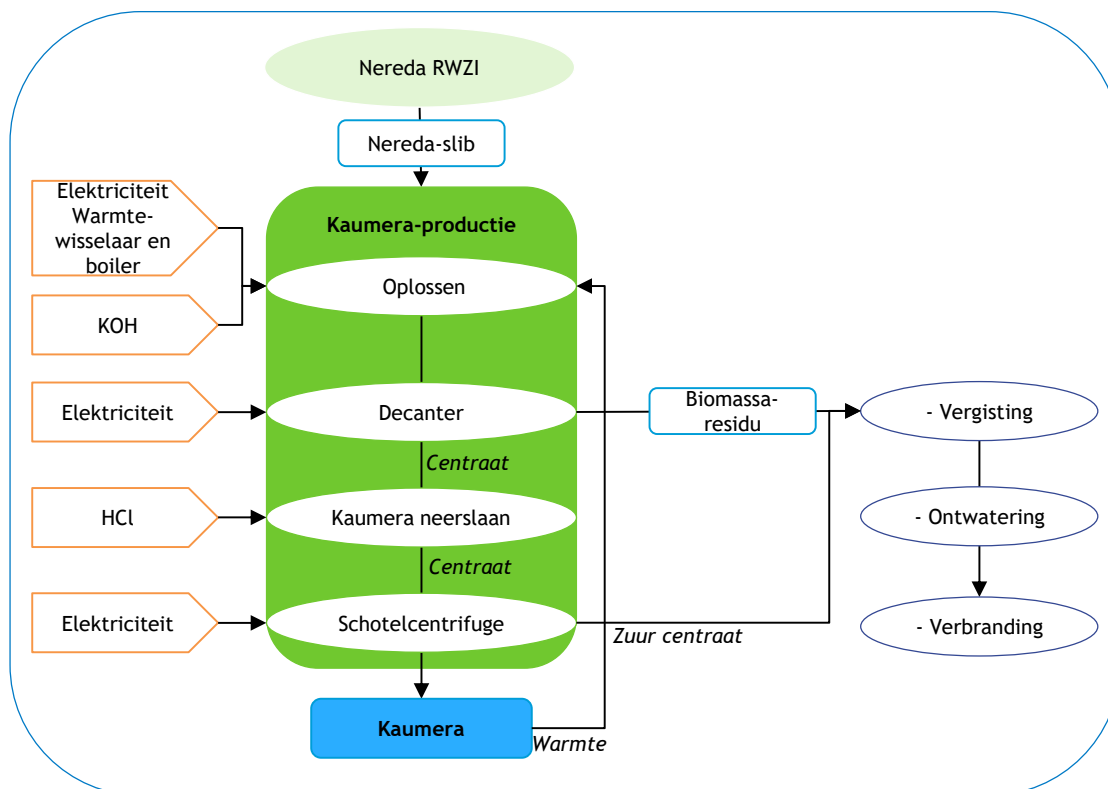 Nereda RWZI
Nereda-slib
Elektriciteit
Warmte-
wisselaar en
boiler
Kaumera-productie
Oplossen
KOH
Elektriciteit
Decanter
Biomassa-
residu
- Vergisting
Centraat
HCl
Kaumera neerslaan
- Ontwatering
Centraat
Elektriciteit
Schotelcentrifuge
Zuur centraat
- Verbranding
Kaumera
Warmte